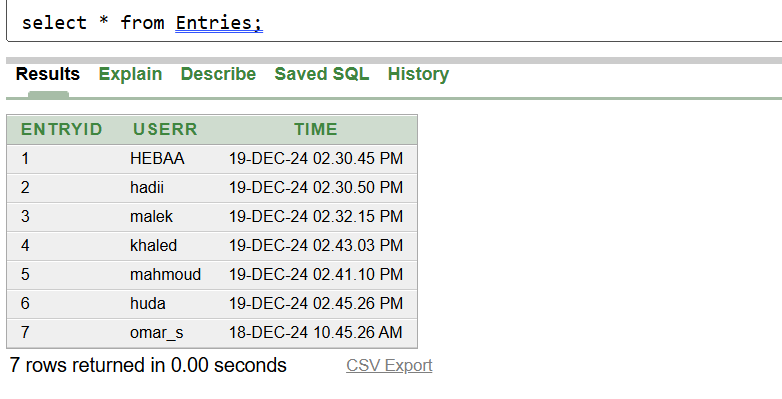 select * from Entries;
Results Explain Describe Saved SQL History
ENTRYID USERR TIME
1 HEBAA 19-DEC-24 02.30.45 PM
2 hadii 19-DEC-24 02.30.50 PM
3 malek 19-DEC-24 02.32.15 PM
4 khaled 19-DEC-24 02.43.03 PM
5 mahmoud 19-DEC-24 02.41.10 PM
6 huda 19-DEC-24 02.45.26 PM
7 omar_s 18-DEC-24 10.45.26 AM
7 rows returned in 0.00 seconds CSV Export